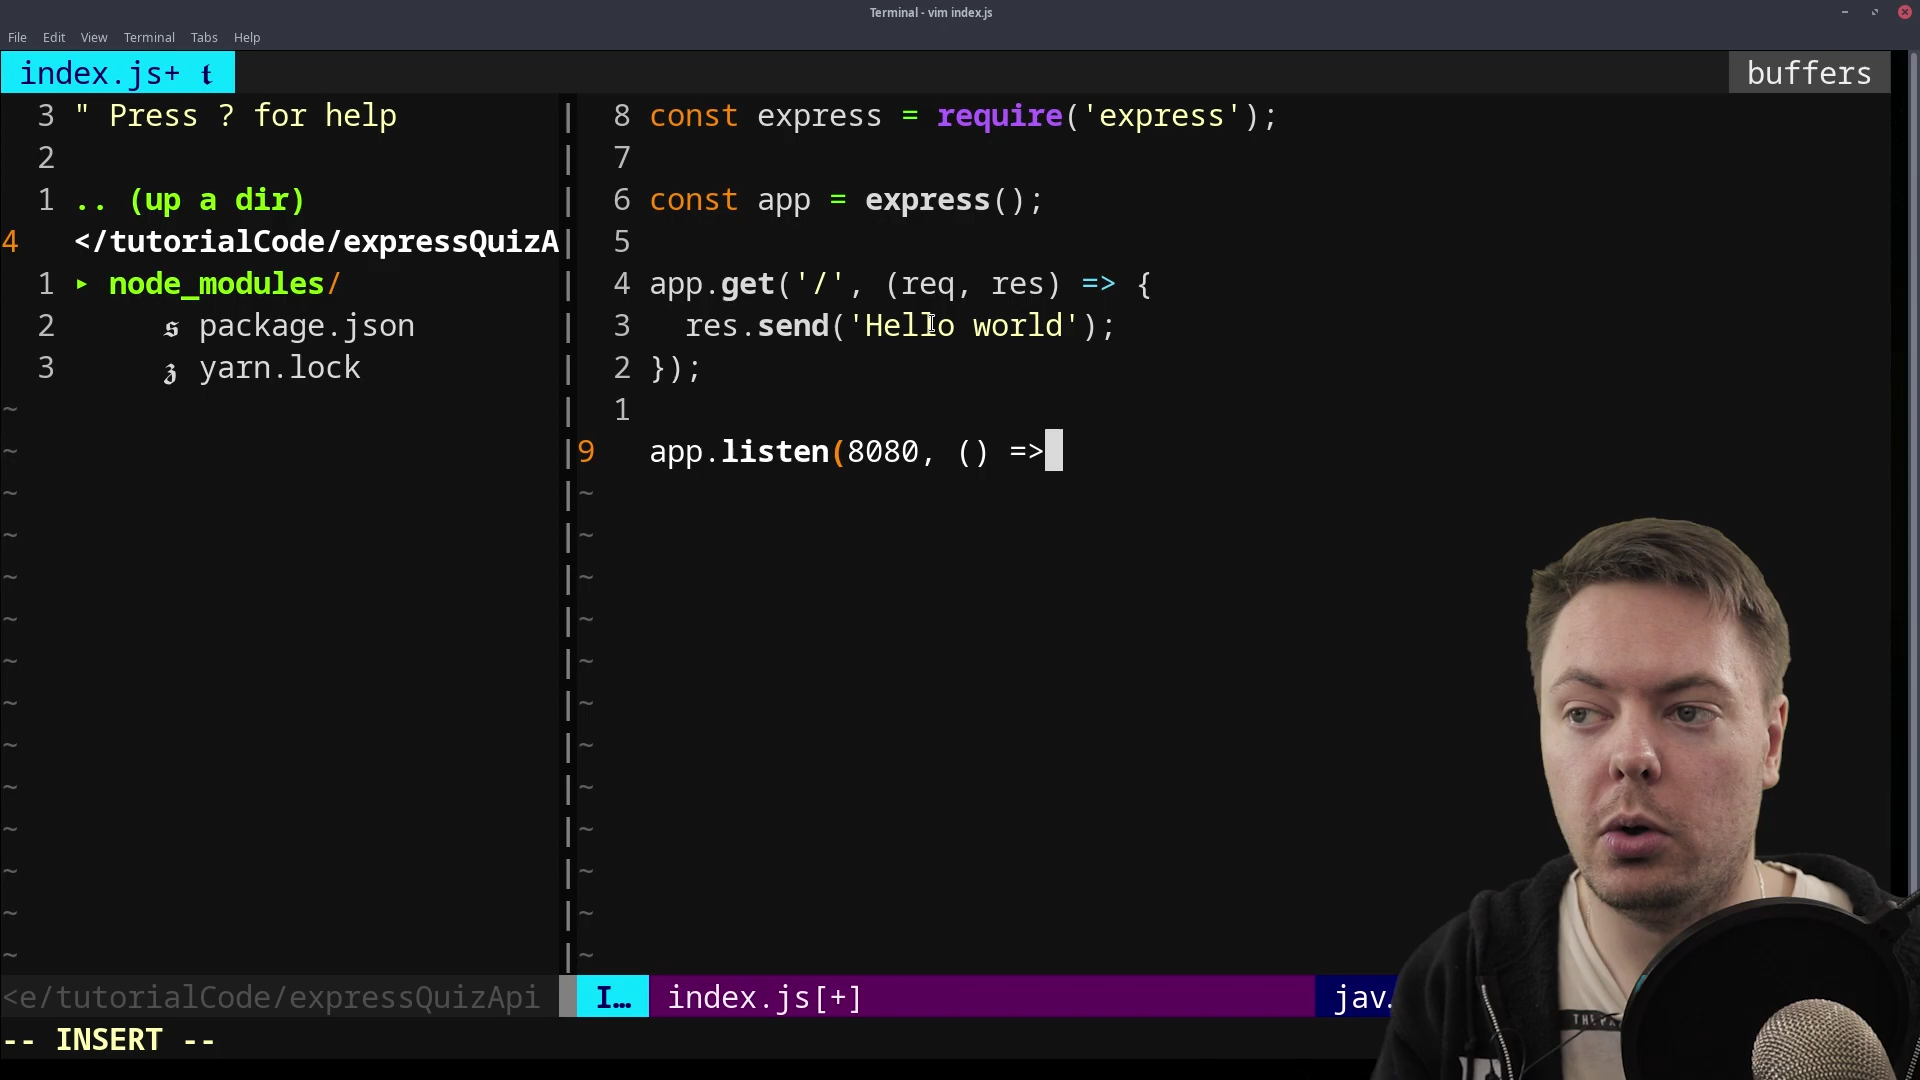 Terminal - vim index.js
File Edit View Terminal Tabs Help
index.js+ t
buffers
3 " Press ? for help
2
1 .. (up a dir)
4 </tutorialCode/expressQuizA
1 ▸ node_modules/
2 s package.json
3 z yarn.lock
8 const express = require('express');
7
6 const app = express();
5
4 app.get('/', (req, res) => {
3 res.send('Hello world');
2 });
1
9 app.listen(8080, () =>
<e/tutorialCode/expressQuizApi
I… index.js[+]
jav.
-- INSERT --